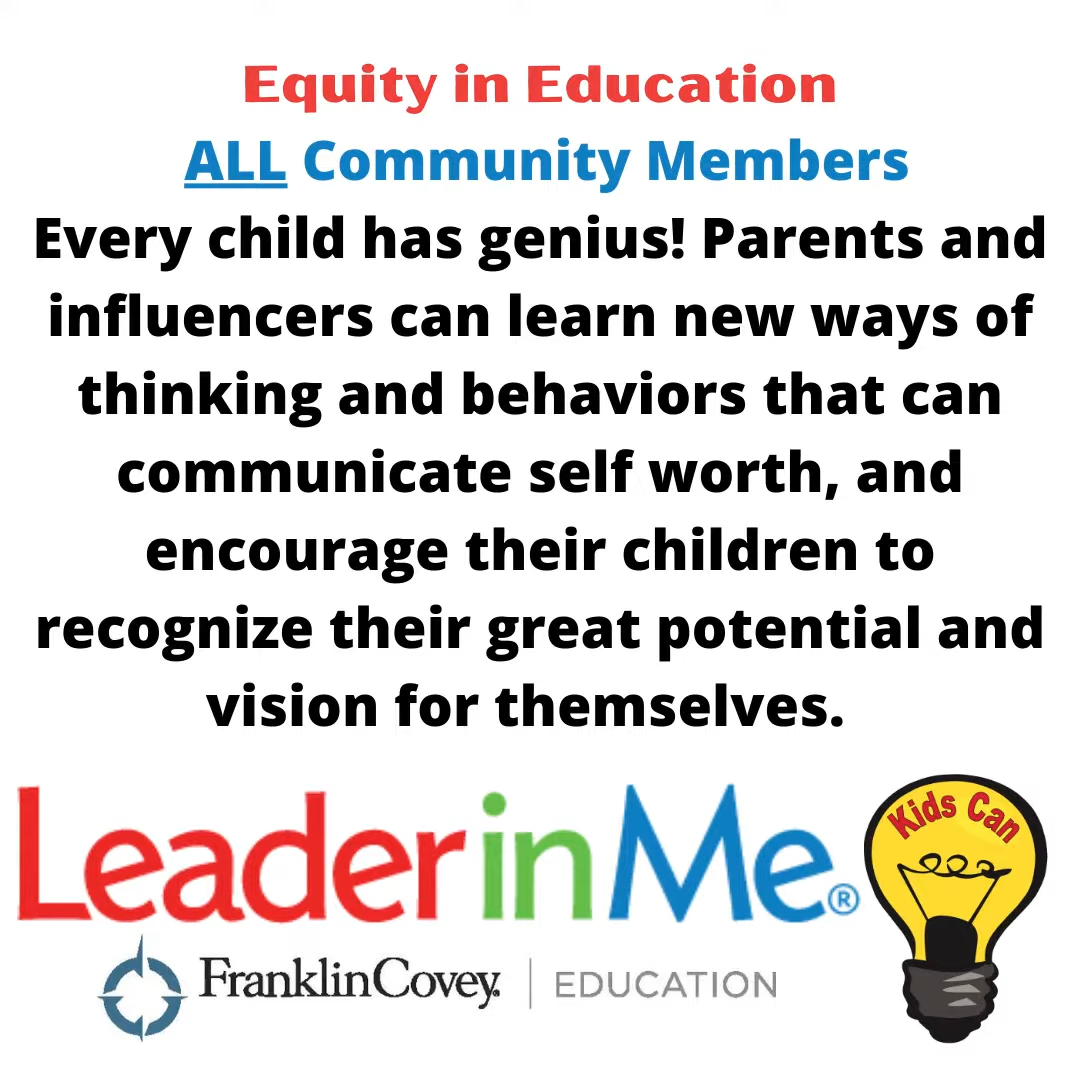 Equity in Education
ALL Community Members
Every child has genius! Parents and
influencers can learn new ways of
thinking and behaviors that can
communicate self worth, and
encourage their children to
recognize their great potential and
vision for themselves.
Kids Can
LeaderinMe®
FranklinCovey. | EDUCATION